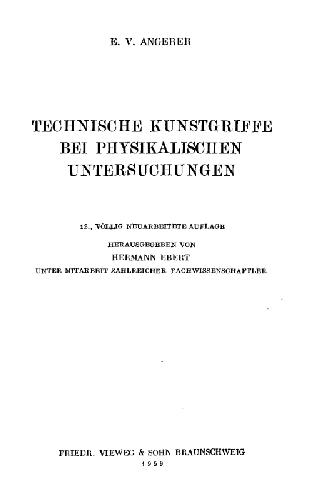 E. V. ANGERER
TECHNISCHE KUNSTGRIFFE
BEI PHYSIKALISCHEN
UNTERSUCHUNGEN
12., VÖLLIG NEUBEARBEITETE AUFLAGE
HERAUSGEGEBEN VON
HERMANN EBERT
UNTER MITARBEIT ZAHLREICHER FACHWISSENSCHAFTLER
FRIEDR. VIEWEG & SOHN BRAUNSCHWEIG
1959